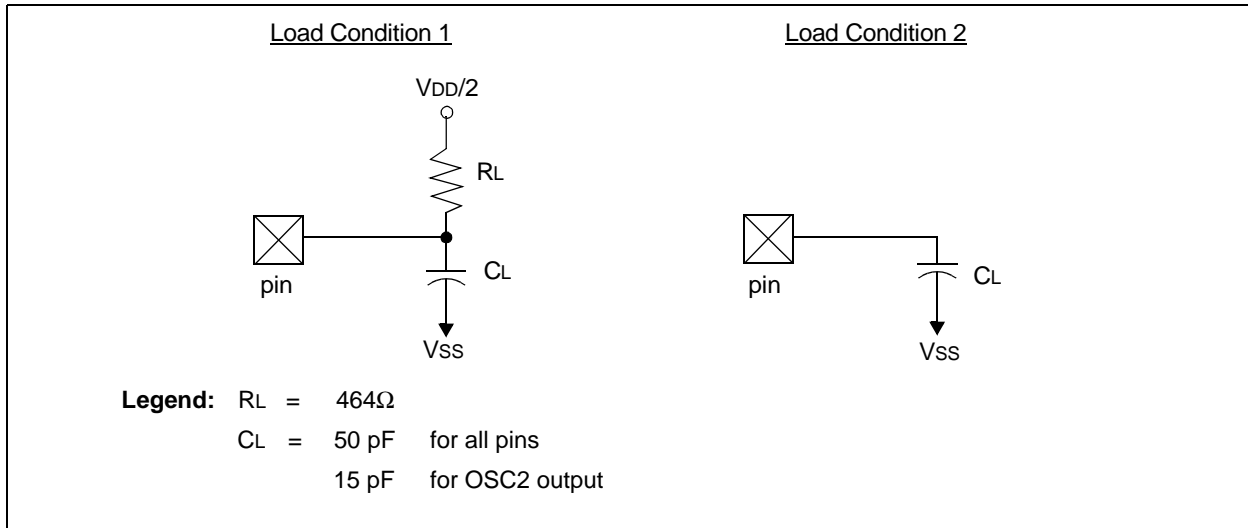 Load Condition 1
Load Condition 2
VDD/2
RL
pin
CL
VSS
pin
CL
VSS
Legend: RL = 464Ω
CL = 50 pF for all pins
15 pF for OSC2 output